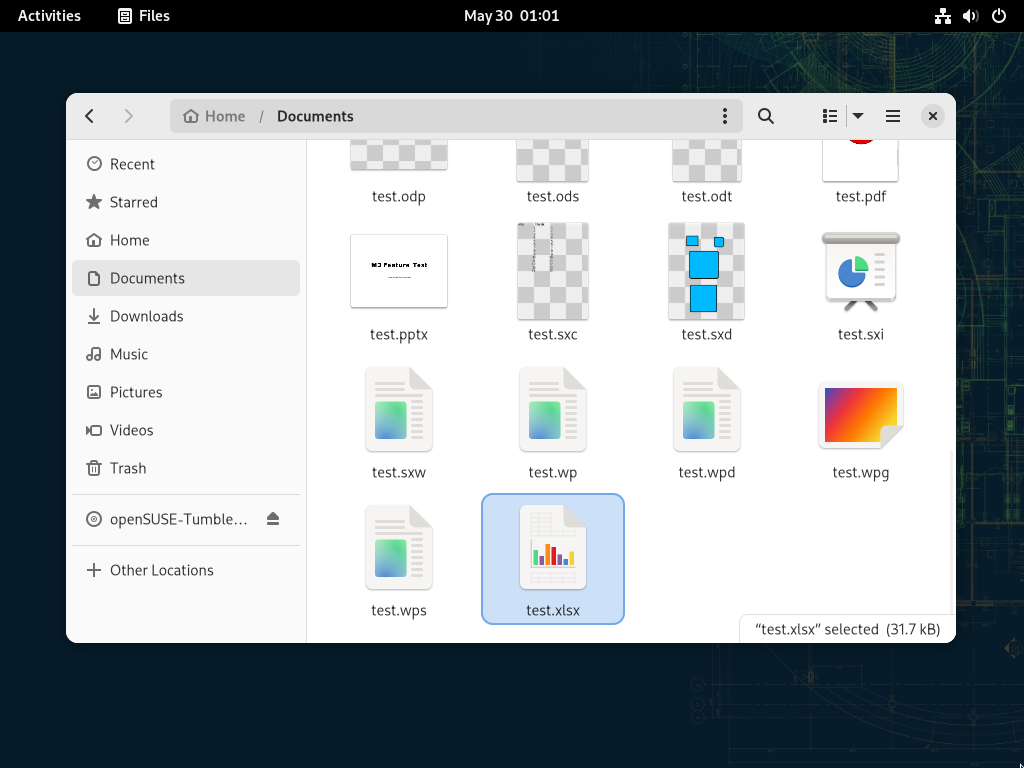 Activities Files May 30 01:01
Home / Documents
Recent
Starred
Home
Documents
Downloads
Music
Pictures
Videos
Trash
openSUSE-Tumble...
Other Locations
test.odp test.ods test.odt test.pdf
M3 Feature Test
test.pptx test.sxc test.sxd test.sxi
test.sxw test.wp test.wpd test.wpg
test.wps test.xlsx
“test.xlsx” selected (31.7 kB)